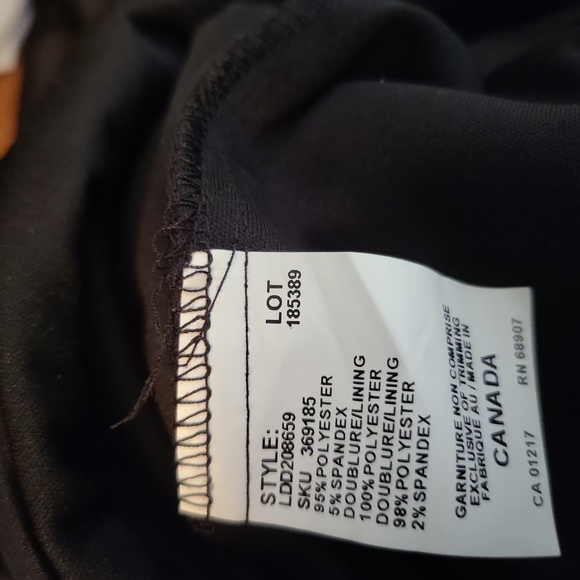 STYLE:
LDD208659
SKU 369185
95% POLYESTER
5% SPANDEX
DOUBLURE/LINING
100% POLYESTER
DOUBLURE/LINING
98% POLYESTER
2% SPANDEX
LOT
185389
GARNITURE NON COMPRISE
EXCLUSIVE OF TRIMMING
FABRIQUE AU / MADE IN
CANADA
CA 01217
RN 68907